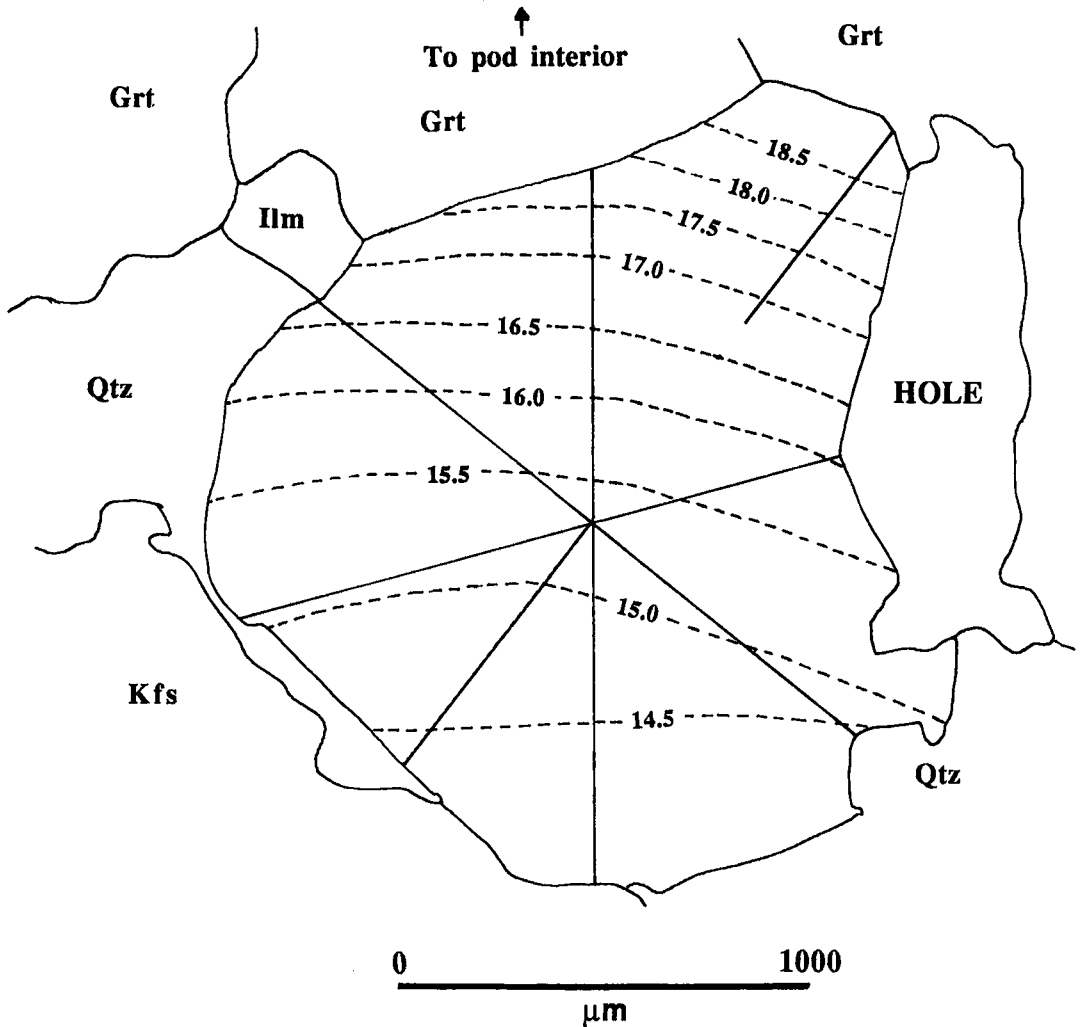 To pod interior
Grt
Grt
Grt
18.5
18.0
Ilm
17.5
17.0
16.5
Qtz
16.0
HOLE
15.5
15.0
Kfs
14.5
Qtz
0
1000
μm